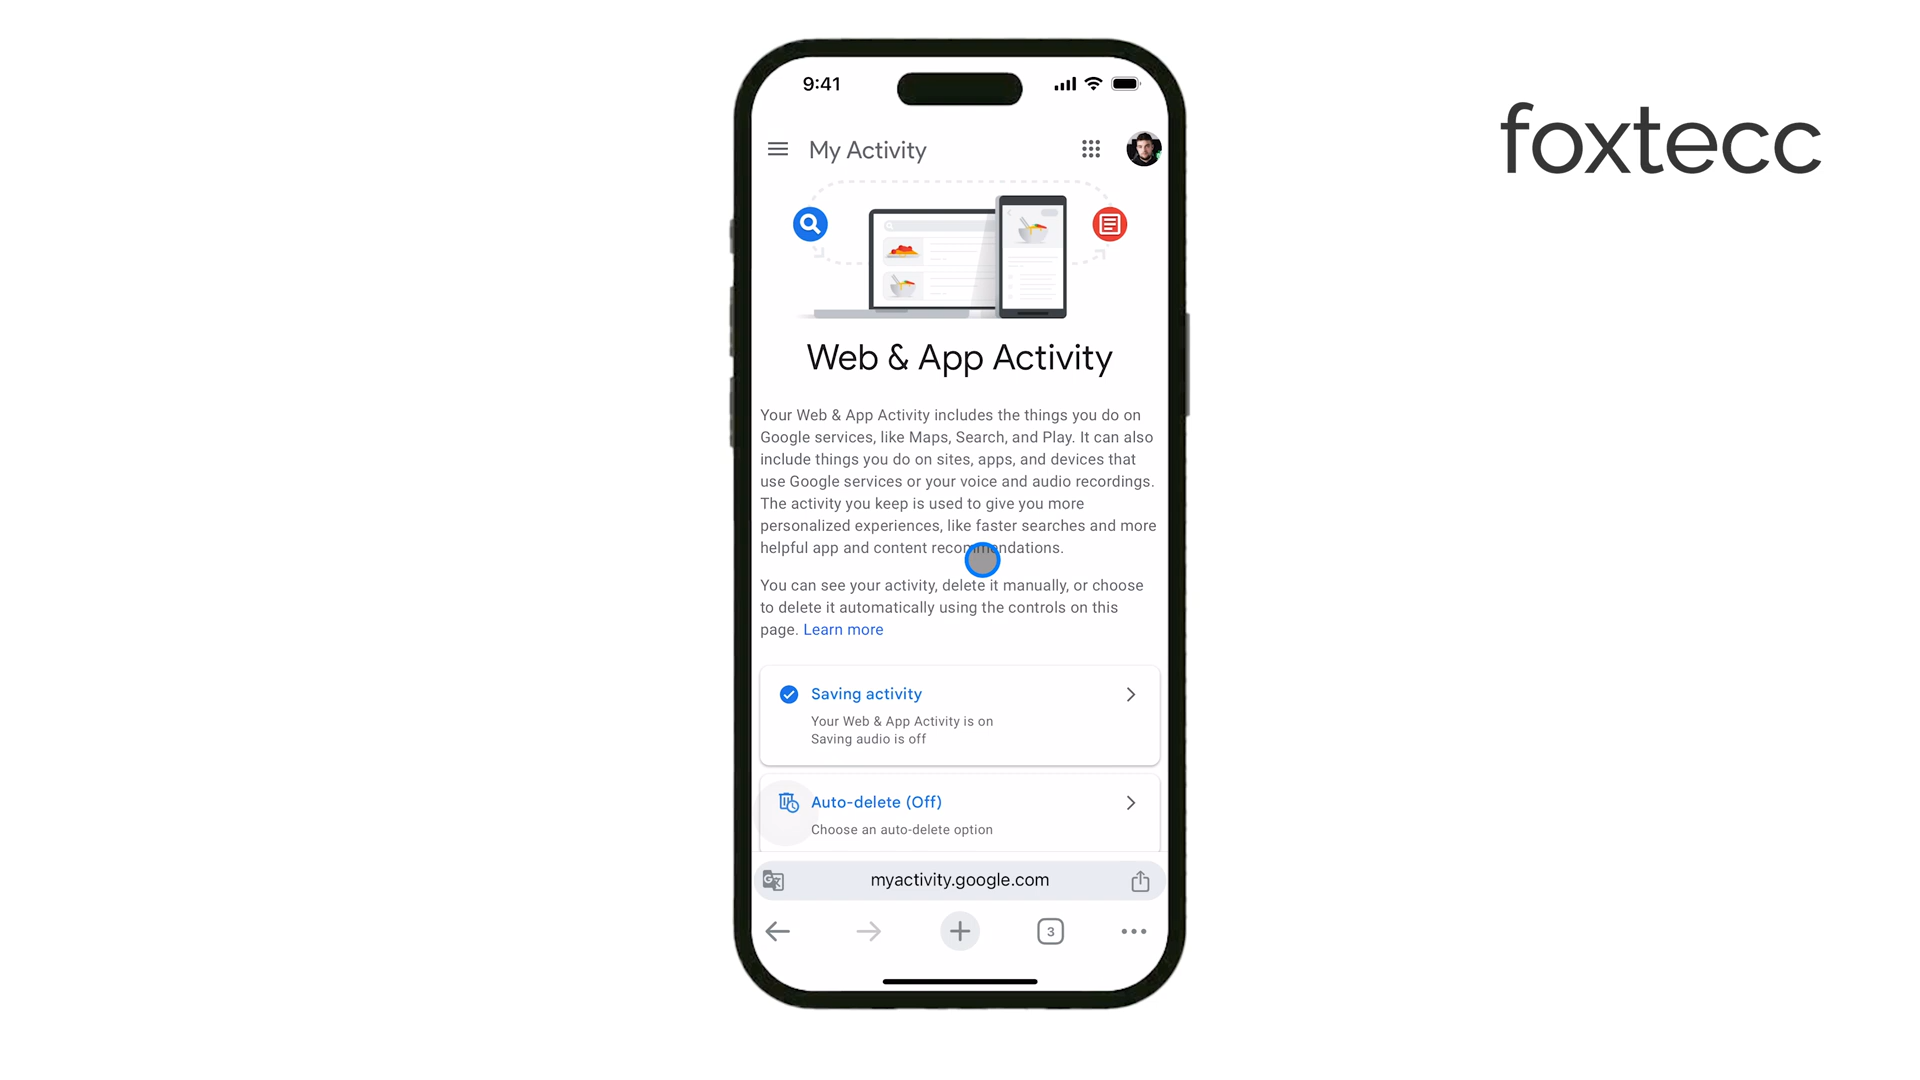 9:41
foxtecc
My Activity
Web & App Activity
Your Web & App Activity includes the things you do on
Google services, like Maps, Search, and Play. It can also
include things you do on sites, apps, and devices that
use Google services or your voice and audio recordings.
The activity you keep is used to give you more
personalized experiences, like faster searches and more
helpful app and content recommendations.
You can see your activity, delete it manually, or choose
to delete it automatically using the controls on this
page. Learn more
Saving activity
Your Web & App Activity is on
Saving audio is off
Auto-delete (Off)
Choose an auto-delete option
myactivity.google.com
3